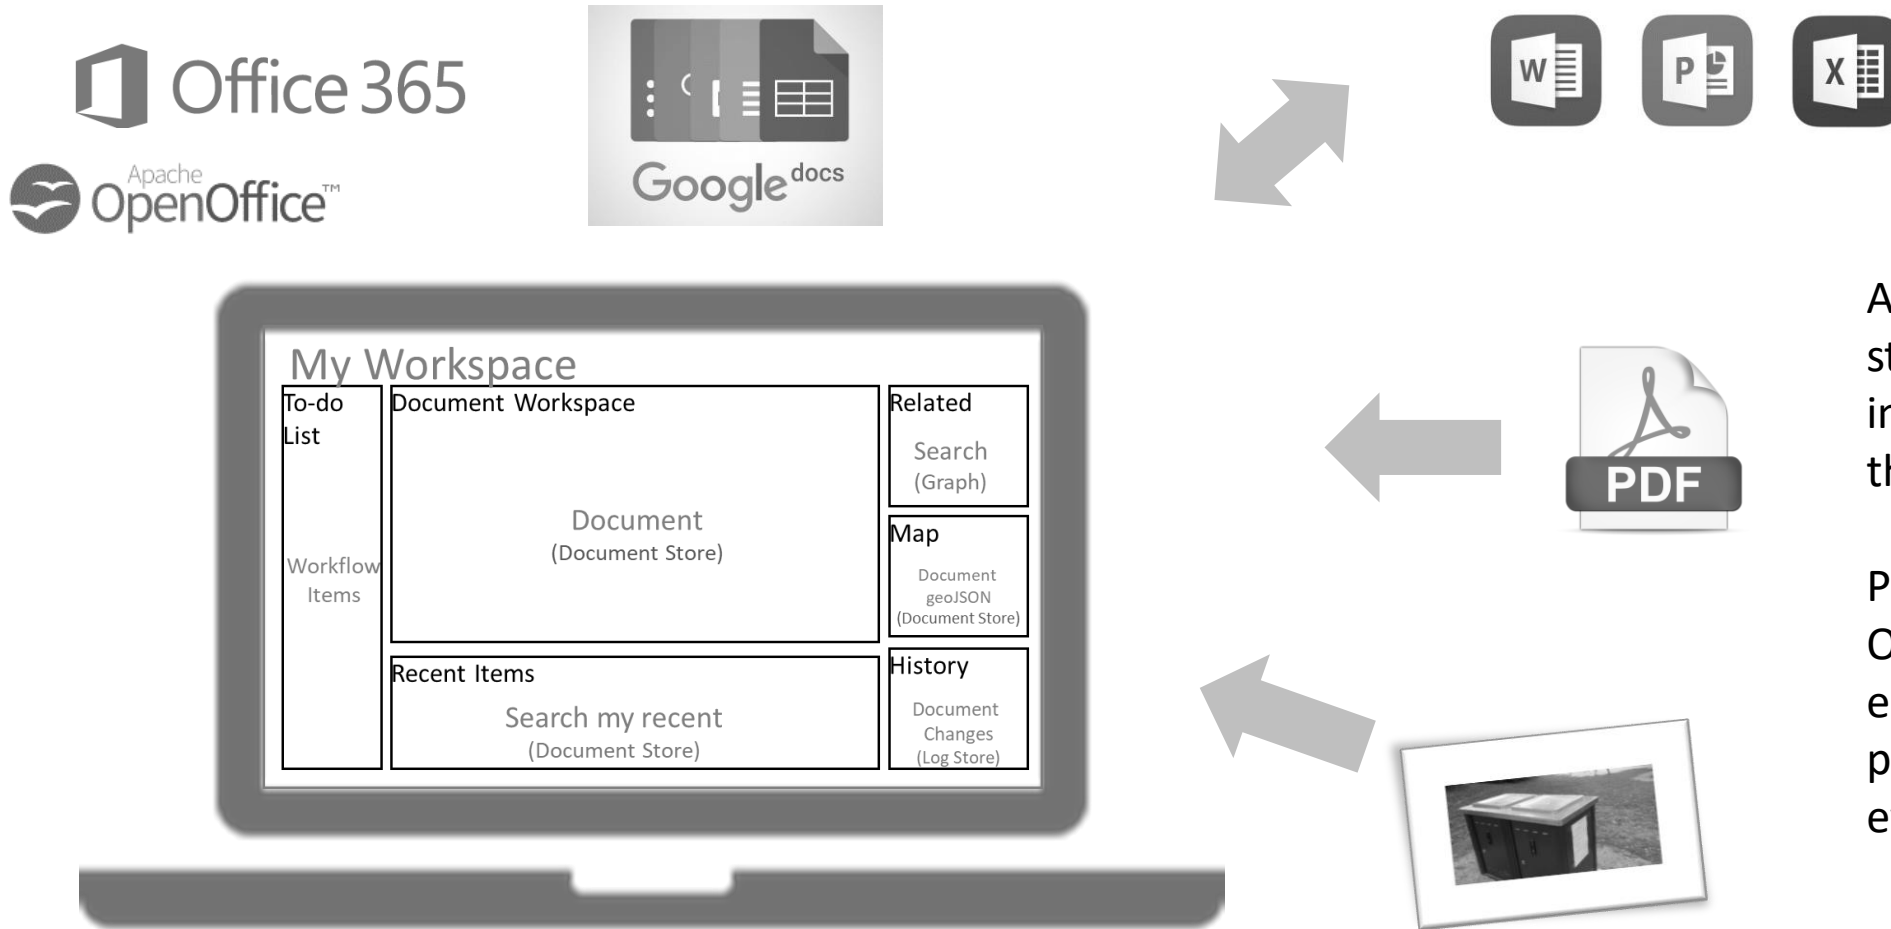 Office 365
Apache
OpenOffice™
Google docs
W
P
X
My Workspace
To-do
List
Workflow
Items
Document Workspace
Document
(Document Store)
Recent Items
Search my recent
(Document Store)
Related
Search
(Graph)
Map
Document
geoJSON
(Document Store)
History
Document
Changes
(Log Store)
PDF